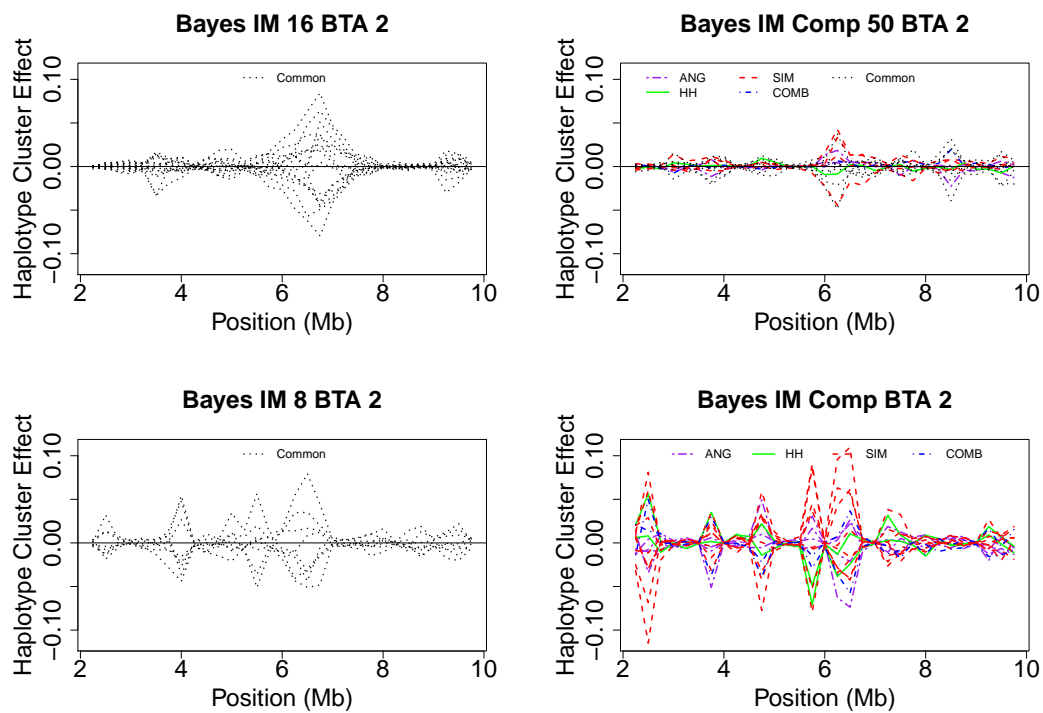 Bayes IM 16 BTA 2
Haplotype Cluster Effect
0.10
0.00
−0.10
Common
2 4 6 8 10
Position (Mb)
Bayes IM Comp 50 BTA 2
Haplotype Cluster Effect
0.10
0.00
−0.10
ANG SIM Common
HH COMB
2 4 6 8 10
Position (Mb)
Bayes IM 8 BTA 2
Haplotype Cluster Effect
0.10
0.00
−0.10
Common
2 4 6 8 10
Position (Mb)
Bayes IM Comp BTA 2
Haplotype Cluster Effect
0.10
0.00
−0.10
ANG HH SIM COMB
2 4 6 8 10
Position (Mb)